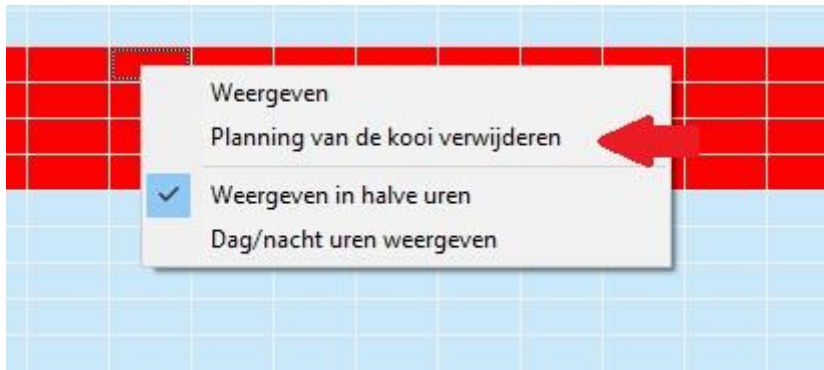 Weergeven
Planning van de kooi verwijderen
Weergeven in halve uren
Dag/nacht uren weergeven